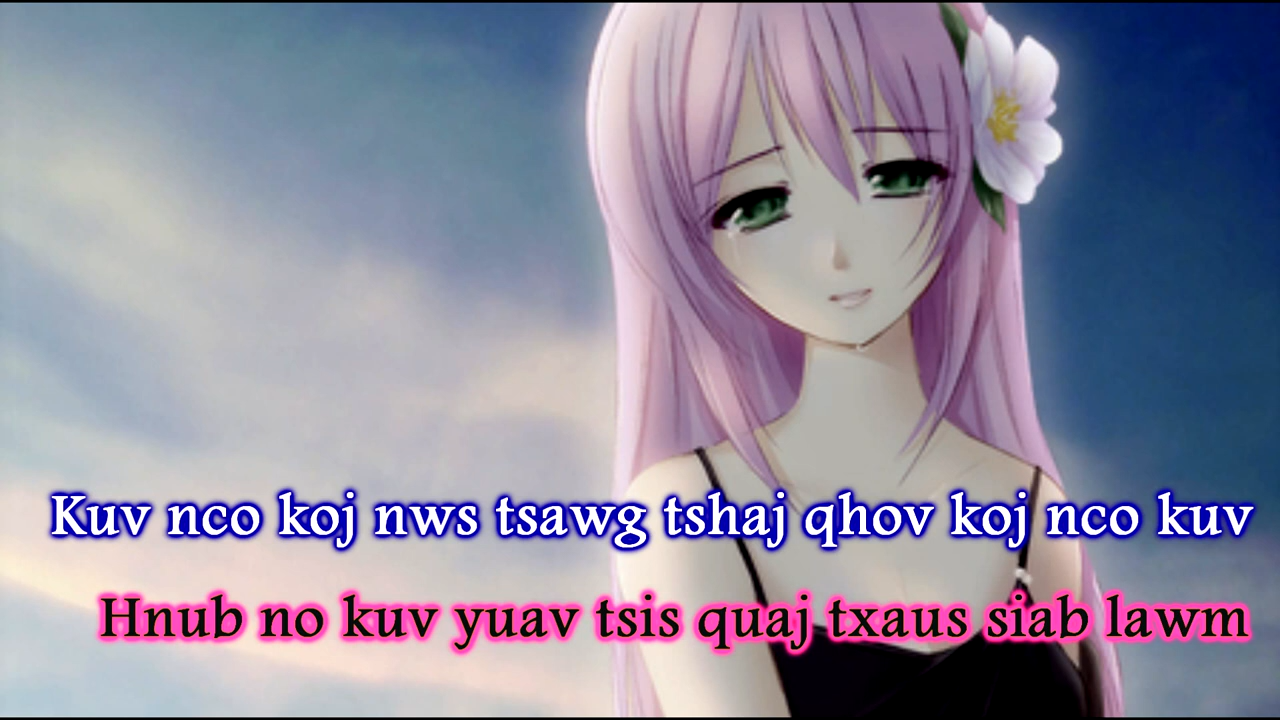 Kuv nco koj nws tsawg tshaj qhov koj nco kuv
Hnub no kuv yuav tsis quaj txaus siab lawm